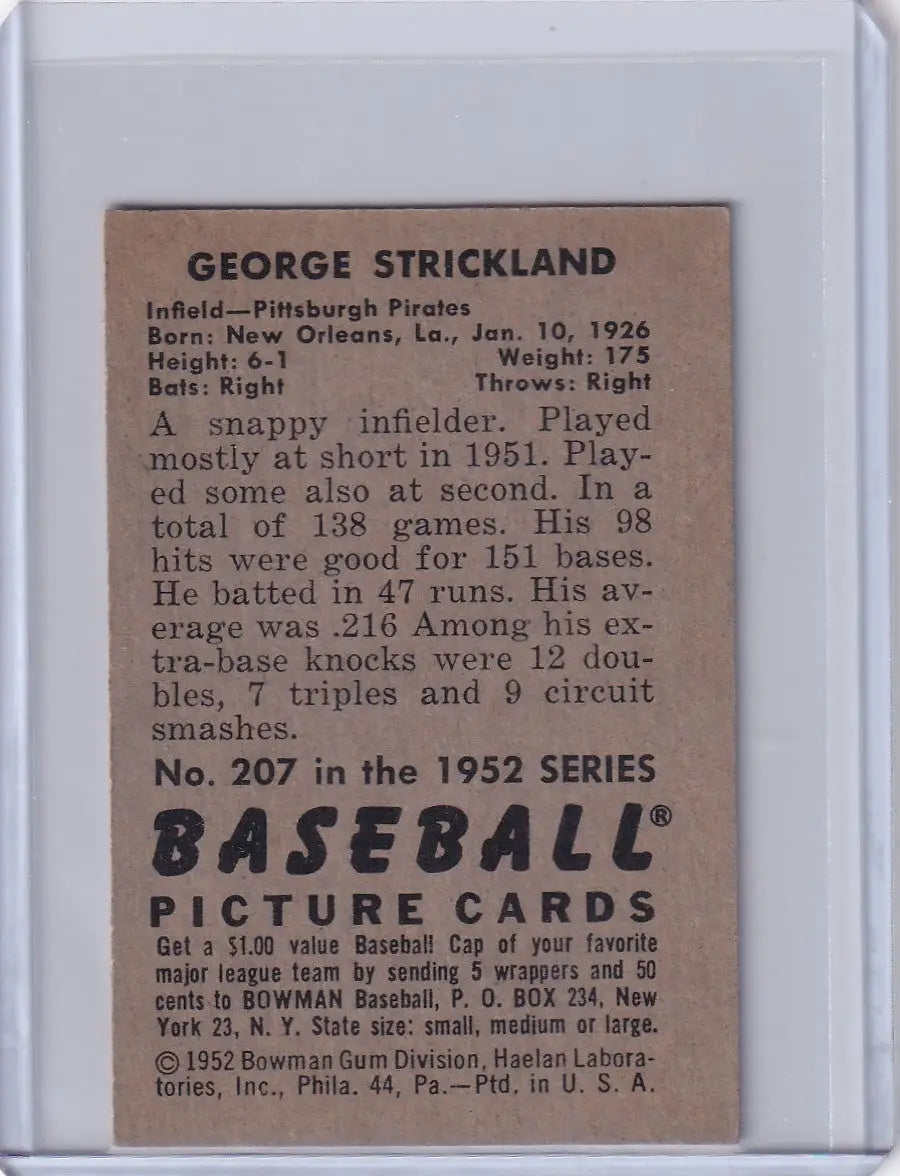 GEORGE STRICKLAND
Infield—Pittsburgh Pirates
Born: New Orleans, La., Jan. 10, 1926
Height: 6-1 Weight: 175
Bats: Right Throws: Right
A snappy infielder. Played
mostly at short in 1951. Play-
ed some also at second. In a
total of 138 games. His 98
hits were good for 151 bases.
He batted in 47 runs. His av-
erage was .216 Among his ex-
tra-base knocks were 12 dou-
bles, 7 triples and 9 circuit
smashes.
No. 207 in the 1952 SERIES
BASEBALL®
PICTURE CARDS
Get a $1.00 value Baseball Cap of your favorite
major league team by sending 5 wrappers and 50
cents to BOWMAN Baseball, P. O. BOX 234, New
York 23, N. Y. State size: small, medium or large.
© 1952 Bowman Gum Division, Haelan Labora-
tories, Inc., Phila. 44, Pa.—Ptd. in U. S. A.